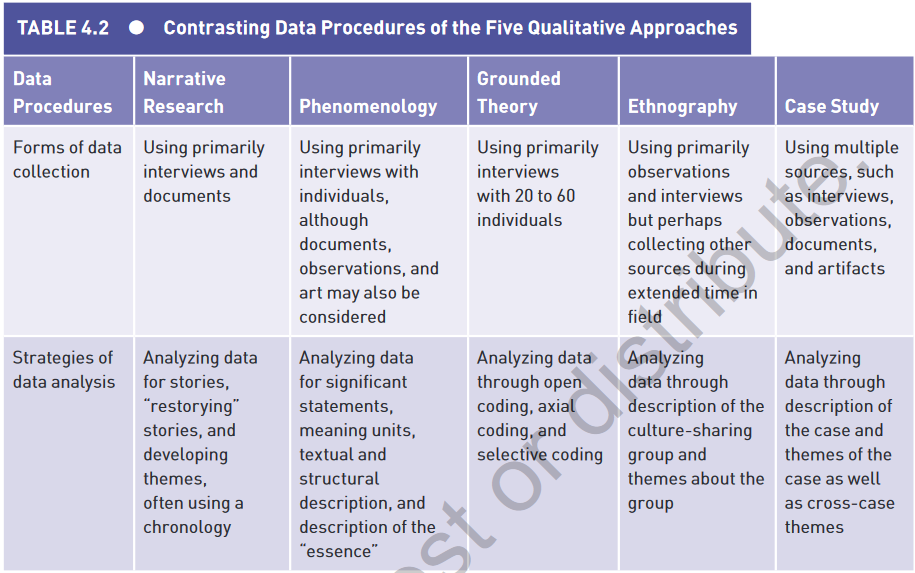 TABLE 4.2 ● Contrasting Data Procedures of the Five Qualitative Approaches
Data
Procedures
Narrative
Research
Phenomenology
Grounded
Theory
Ethnography
Case Study
Forms of data
collection
Using primarily
interviews and
documents
Using primarily
interviews with
individuals,
although
documents,
observations, and
art may also be
considered
Using primarily
interviews
with 20 to 60
individuals
Using primarily
observations
and interviews
but perhaps
collecting other
sources during
extended time in
field
Using multiple
sources, such
as interviews,
observations,
documents,
and artifacts
Strategies of
data analysis
Analyzing data
for stories,
“restorying”
stories, and
developing
themes,
often using a
chronology
Analyzing data
for significant
statements,
meaning units,
textual and
structural
description, and
description of the
“essence”
Analyzing data
through open
coding, axial
coding, and
selective coding
Analyzing
data through
description of the
culture-sharing
group and
themes about the
group
Analyzing
data through
description of
the case and
themes of the
case as well
as cross-case
themes
or distribute.